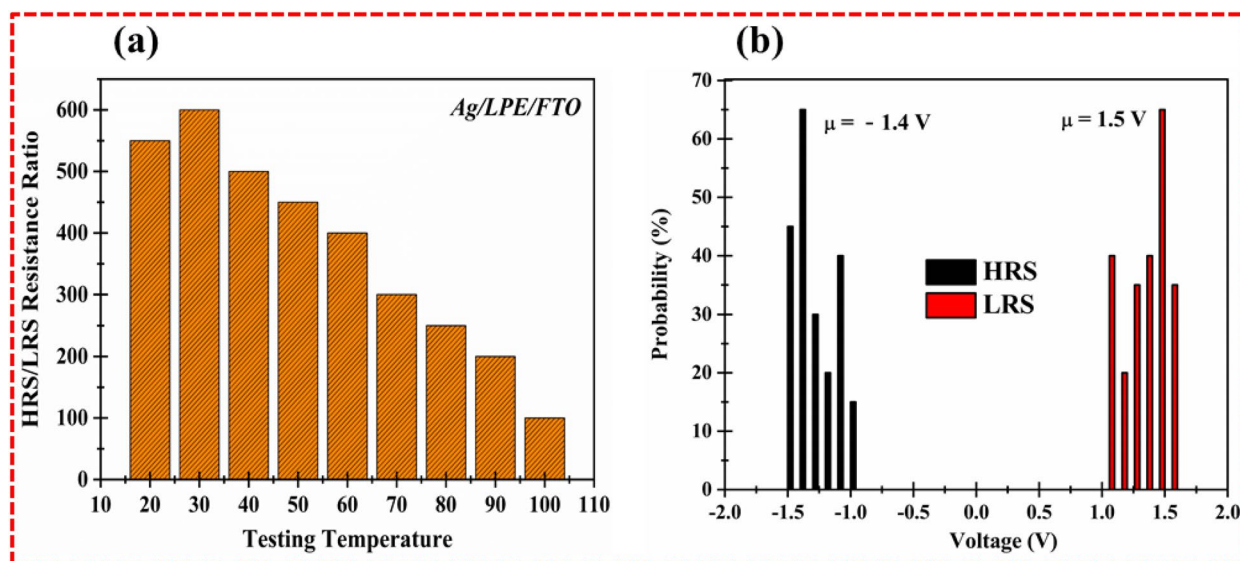 (a)
HRS/LRS Resistance Ratio
600
500
400
300
200
100
0
Ag/LPE/FTO
10 20 30 40 50 60 70 80 90 100 110
Testing Temperature
(b)
Probability (%)
70
60
50
40
30
20
10
0
μ = - 1.4 V
μ = 1.5 V
HRS
LRS
-2.0 -1.5 -1.0 -0.5 0.0 0.5 1.0 1.5 2.0
Voltage (V)